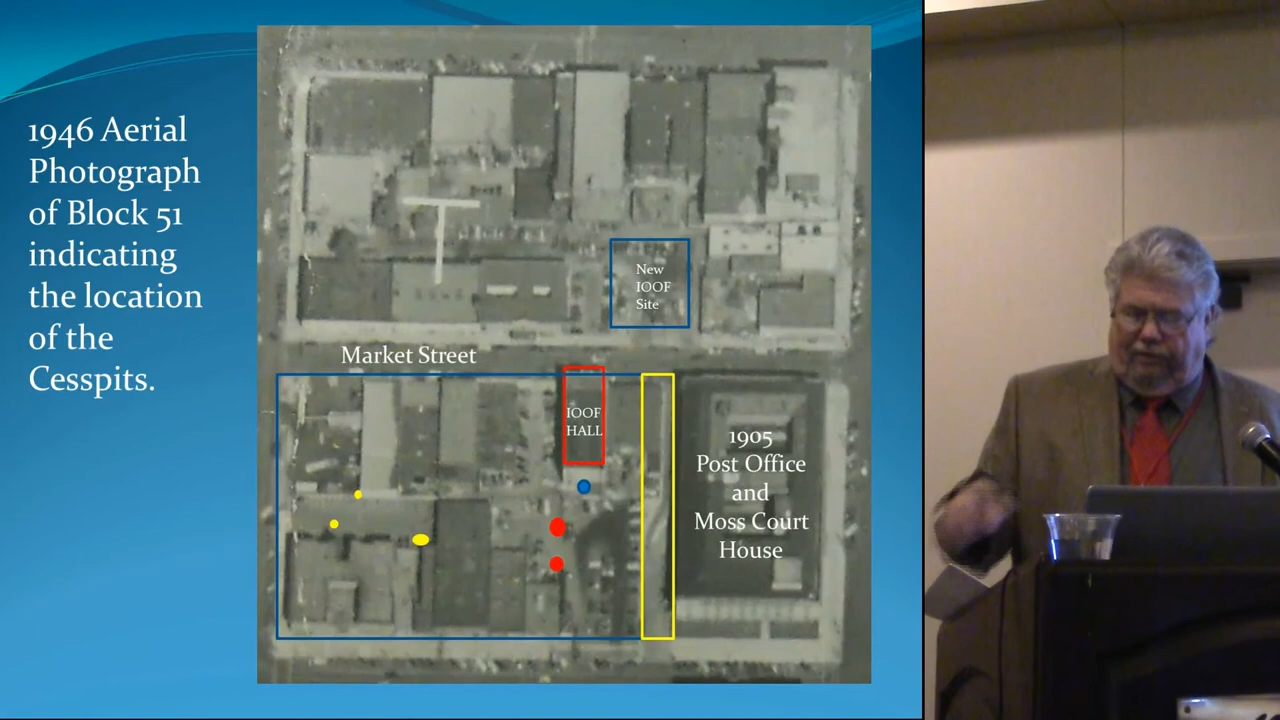 1946 Aerial
Photograph
of Block 51
indicating
the location
of the
Cesspits.
New
IOOF
Site
Market Street
IOOF
HALL
1905
Post Office
and
Moss Court
House